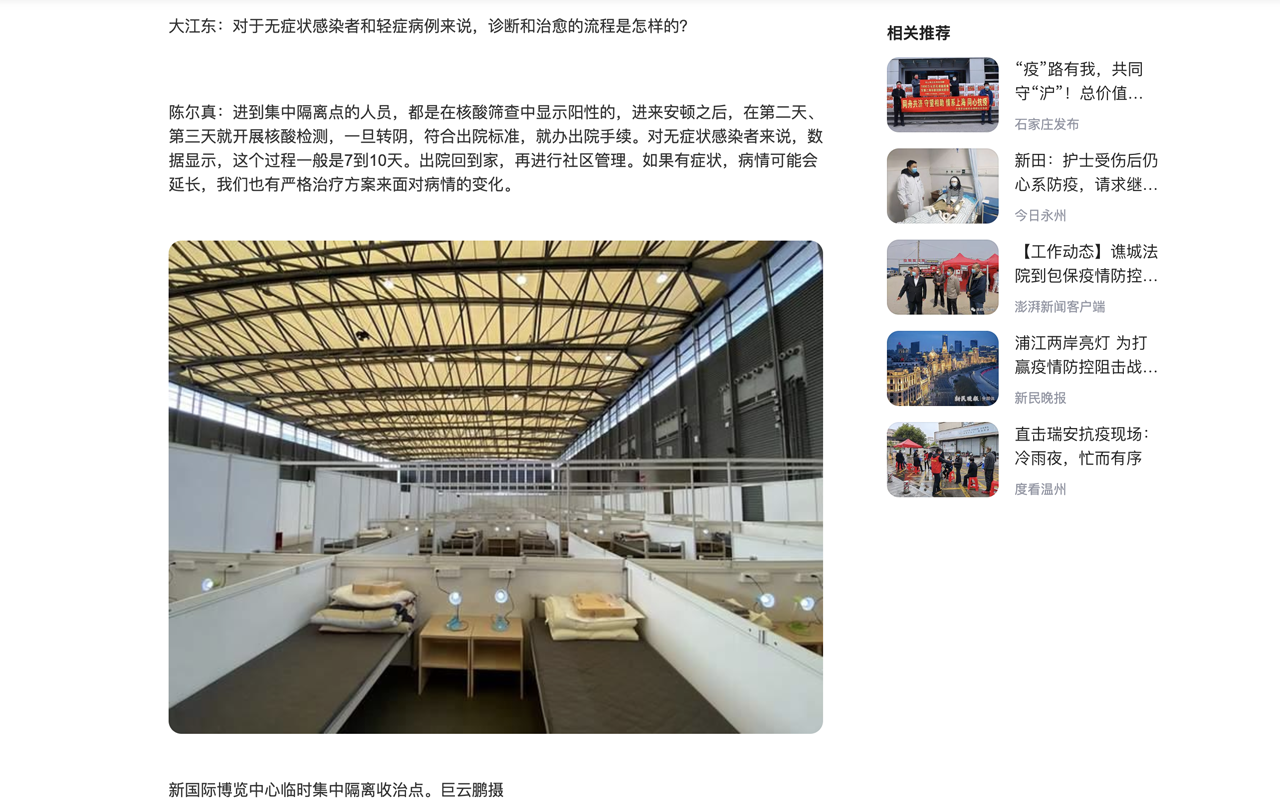 大江东：对于无症状感染者和轻症病例来说，诊断和治愈的流程是怎样的？
陈尔真：进到集中隔离点的人员，都是在核酸筛查中显示阳性的，进来安顿之后，在第二天、
第三天就开展核酸检测，一旦转阴，符合出院标准，就办出院手续。对无症状感染者来说，数
据显示，这个过程一般是7到10天。出院回到家，再进行社区管理。如果有症状，病情可能会
延长，我们也有严格治疗方案来面对病情的变化。
新国际博览中心临时集中隔离收治点。巨云鹏摄
相关推荐
“疫”路有我，共同
守“沪”！总价值…
石家庄发布
新田：护士受伤后仍
心系防疫，请求继…
今日永州
【工作动态】谯城法
院到包保疫情防控…
澎湃新闻客户端
浦江两岸亮灯 为打
赢疫情防控阻击战…
新民晚报
新民晚报
直击瑞安抗疫现场：
冷雨夜，忙而有序
度看温州